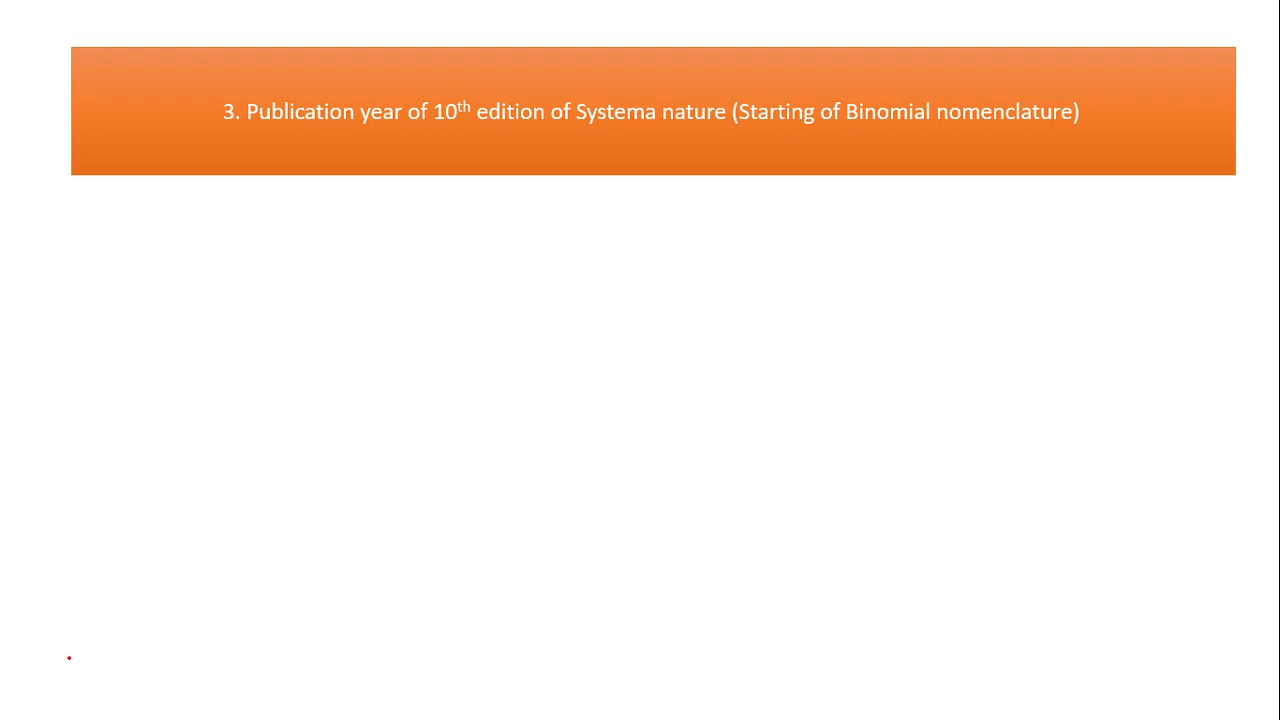 3. Publication year of 10th edition of Systema nature (Starting of Binomial nomenclature)